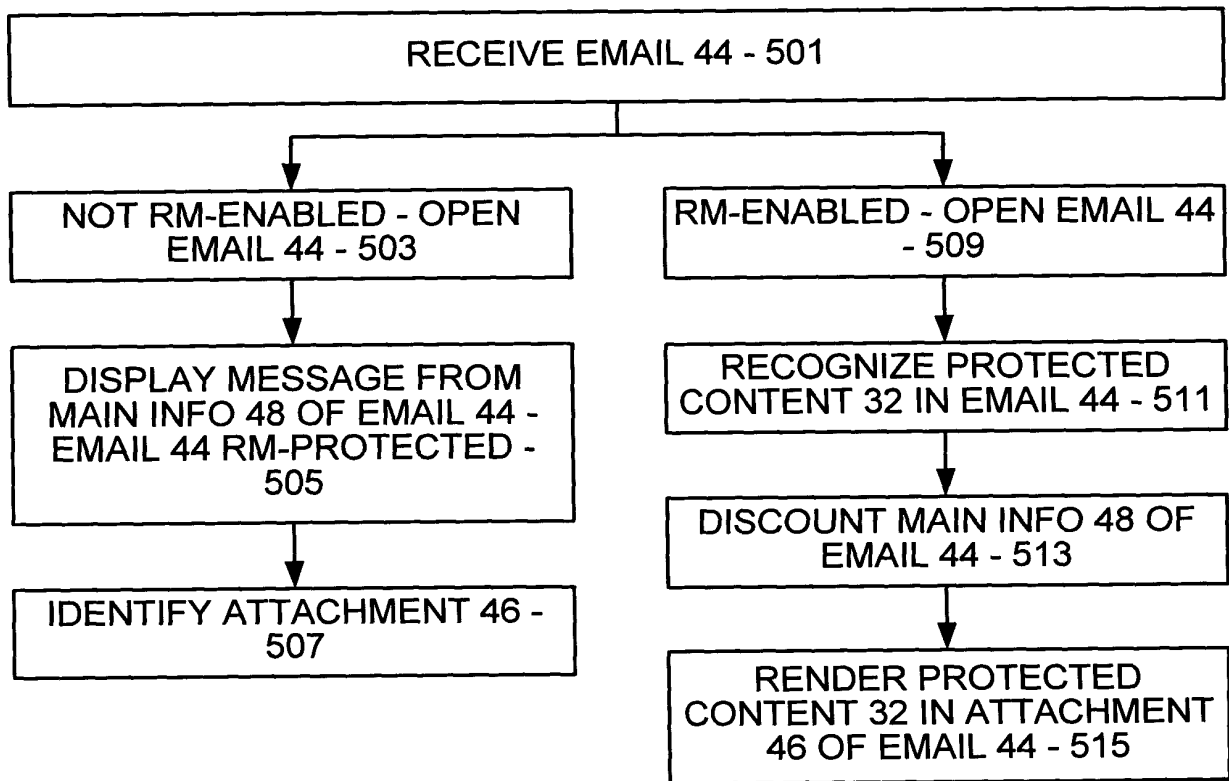 RECEIVE EMAIL 44 - 501
NOT RM-ENABLED - OPEN
EMAIL 44 - 503
DISPLAY MESSAGE FROM
MAIN INFO 48 OF EMAIL 44 -
EMAIL 44 RM-PROTECTED -
505
IDENTIFY ATTACHMENT 46 -
507
RM-ENABLED - OPEN EMAIL 44
- 509
RECOGNIZE PROTECTED
CONTENT 32 IN EMAIL 44 - 511
DISCOUNT MAIN INFO 48 OF
EMAIL 44 - 513
RENDER PROTECTED
CONTENT 32 IN ATTACHMENT
46 OF EMAIL 44 - 515